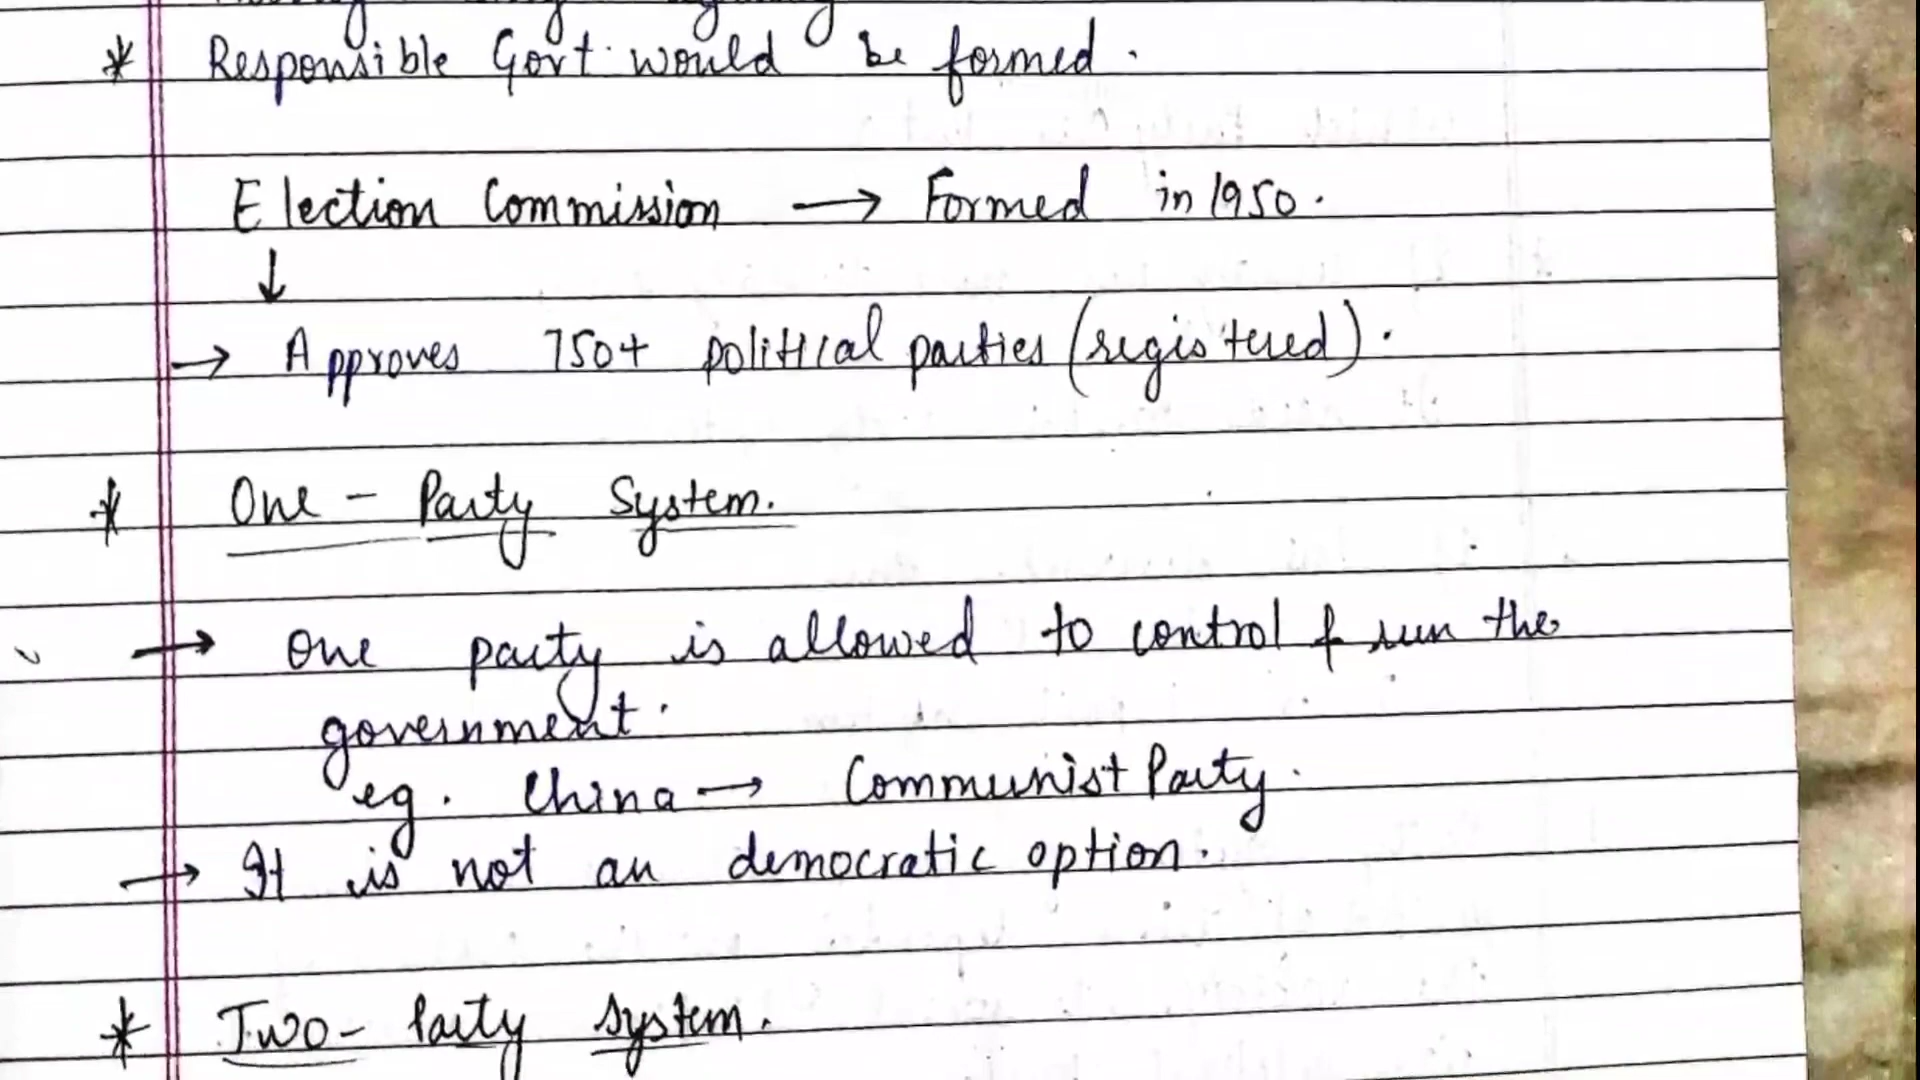 * Responsible Govt. would be formed.
Election Commission → Formed in 1950.
↓
→ Approves 750+ political parties (registered).
* One - Party System.
→ One party is allowed to control & run the
government.
eg. China → Communist Party.
→ It is not an democratic option.
* Two - Party System.